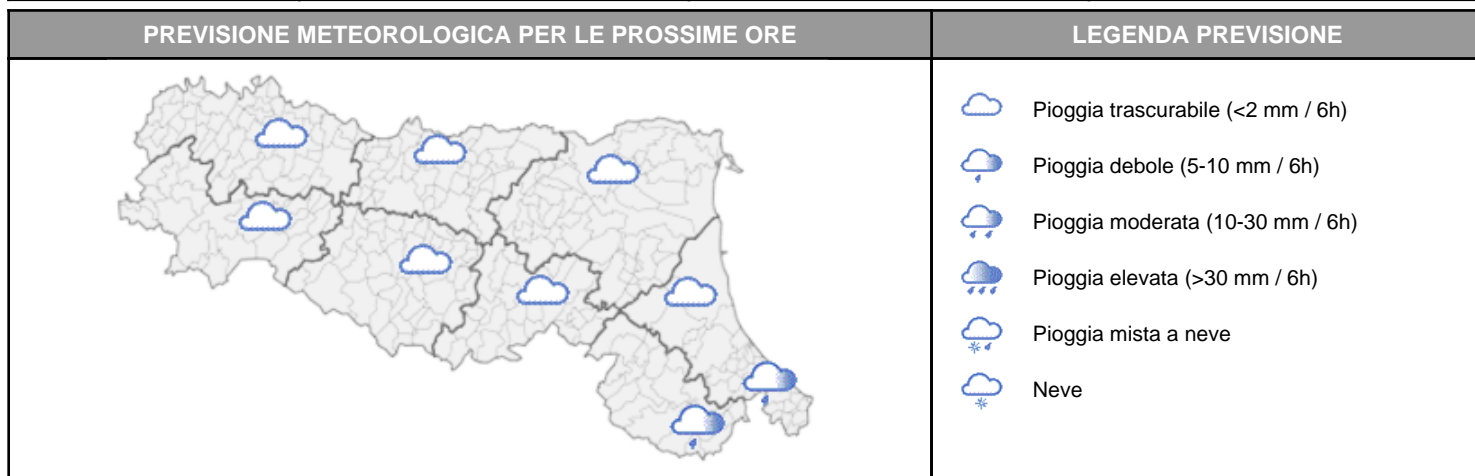 PREVISIONE METEOROLOGICA PER LE PROSSIME ORE
LEGENDA PREVISIONE
Pioggia trascurabile (<2 mm / 6h)
Pioggia debole (5-10 mm / 6h)
Pioggia moderata (10-30 mm / 6h)
Pioggia elevata (>30 mm / 6h)
Pioggia mista a neve
Neve